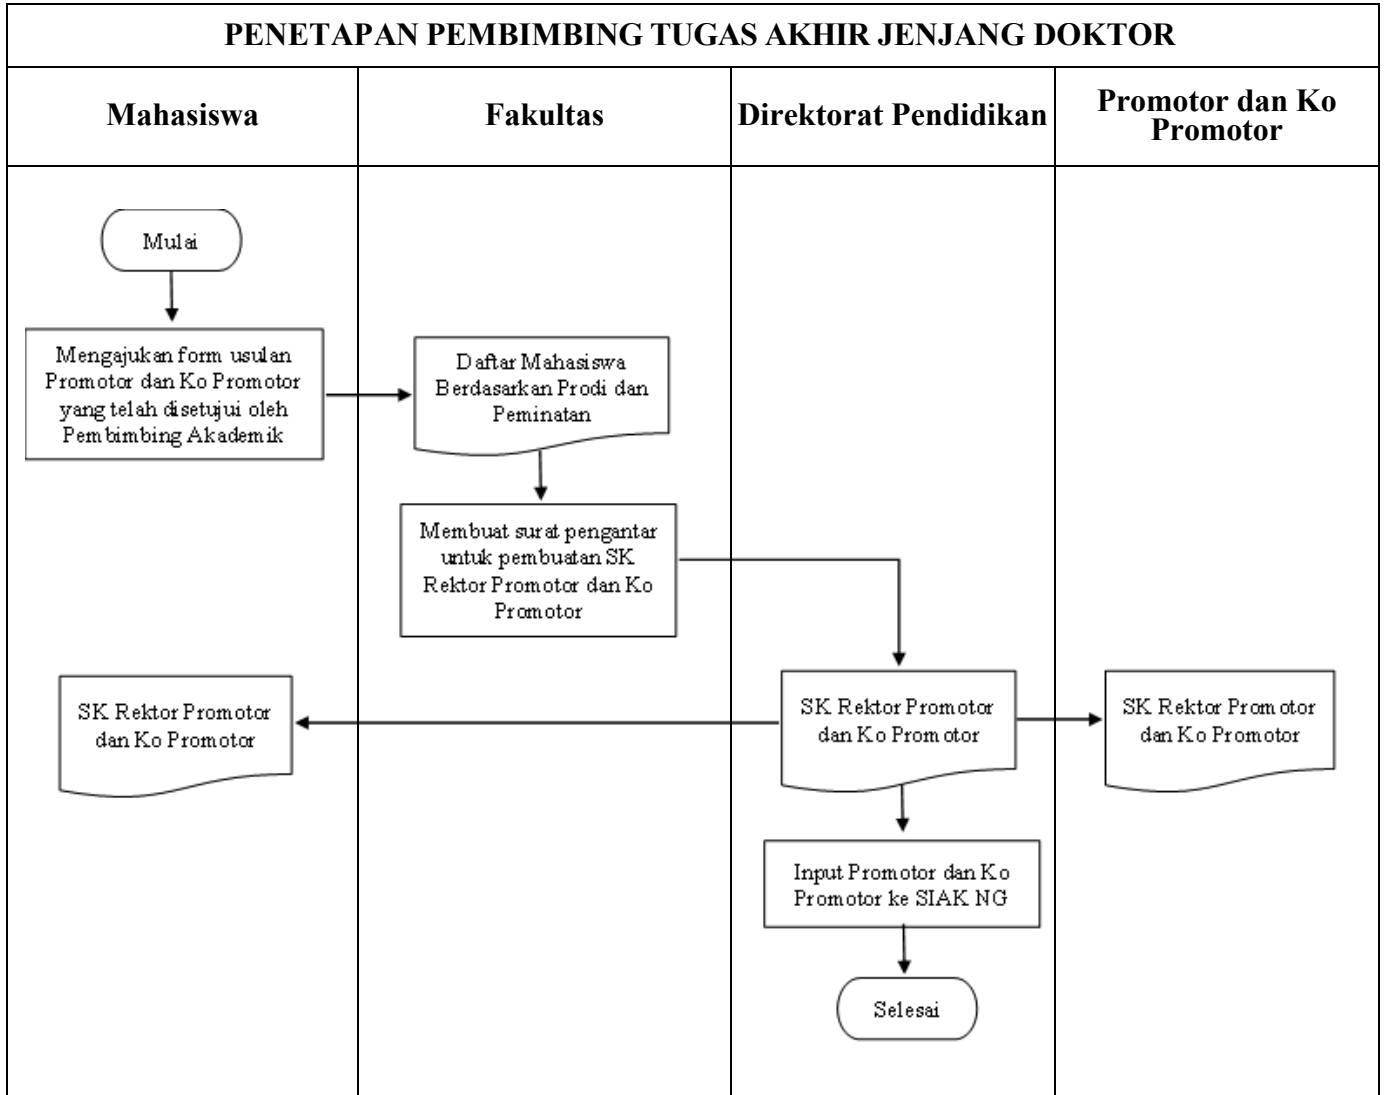 PENETAPAN PEMBIMBING TUGAS AKHIR JENJANG DOKTOR
Mahasiswa
Fakultas
Direktorat Pendidikan
Promotor dan Ko
Promotor
Mulai
Mengajukan form usulan
Promotor dan Ko Promotor
yang telah disetujui oleh
Pembimbing Akademik
Daftar Mahasiswa
Berdasarkan Prodi dan
Peminatan
Membuat surat pengantar
untuk pembuatan SK
Rektor Promotor dan Ko
Promotor
SK Rektor Promotor
dan Ko Promotor
SK Rektor Promotor
dan Ko Promotor
SK Rektor Promotor
dan Ko Promotor
Input Promotor dan Ko
Promotor ke SIAK NG
Selesai